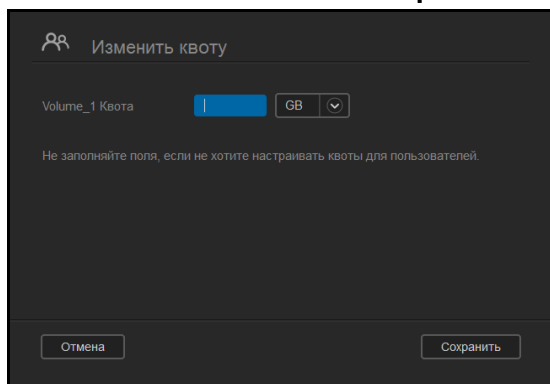 Изменить квоту
Volume_1 Квота GB
Не заполняйте поля, если не хотите настраивать квоты для пользователей.
Отмена Сохранить